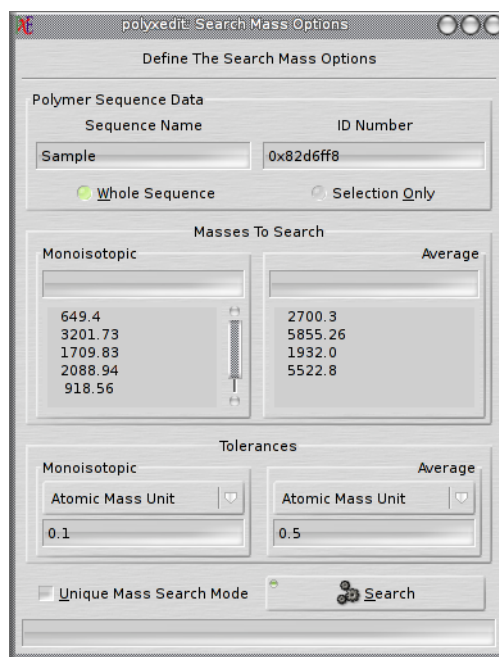 polyxedit: Search Mass Options
Define The Search Mass Options
Polymer Sequence Data
Sequence Name ID Number
Sample 0x82d6ff8
Whole Sequence Selection Only
Masses To Search
Monoisotopic Average
649.4 2700.3
3201.73 5855.26
1709.83 1932.0
2088.94 5522.8
918.56
Tolerances
Monoisotopic Average
Atomic Mass Unit Atomic Mass Unit
0.1 0.5
Unique Mass Search Mode Search